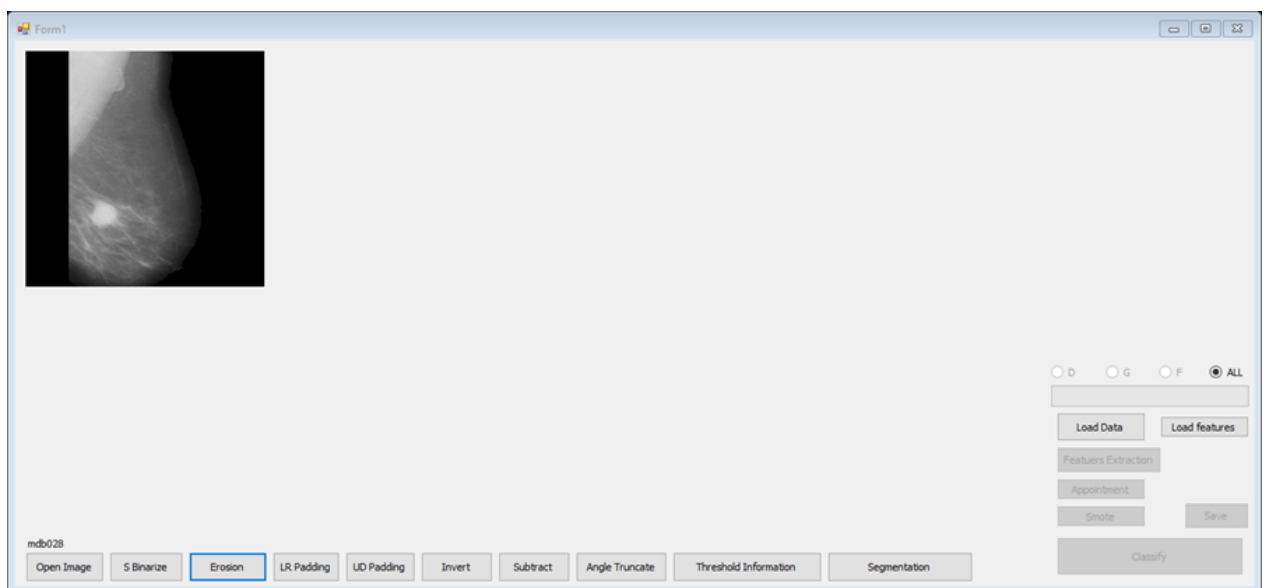 Form1
D G F ALL
Load Data Load features
Featuers Extraction
Appointment
Smote Save
mdb028
Open Image S Binarize Erosion LR Padding UD Padding Invert Subtract Angle Truncate Threshold Information Segmentation
Classify